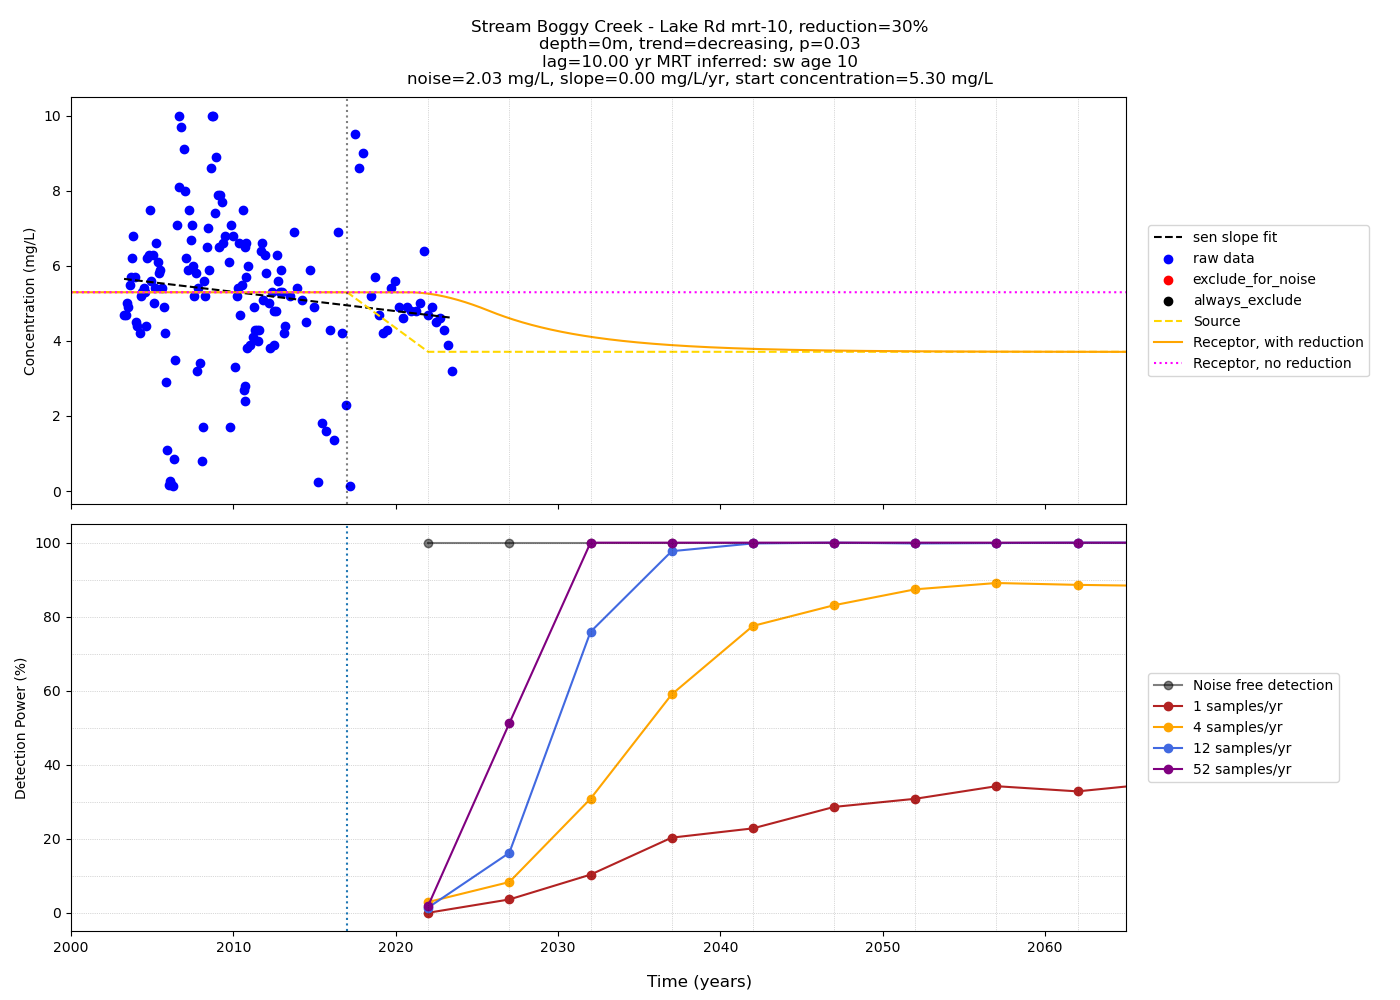 Stream Boggy Creek - Lake Rd mrt-10, reduction=30%
depth=0m, trend=decreasing, p=0.03
lag=10.00 yr MRT inferred: sw age 10
noise=2.03 mg/L, slope=0.00 mg/L/yr, start concentration=5.30 mg/L
Concentration (mg/L)
10
8
6
4
2
0
sen slope fit
raw data
exclude_for_noise
always_exclude
Source
Receptor, with reduction
Receptor, no reduction
Detection Power (%)
100
80
60
40
20
0
Noise free detection
1 samples/yr
4 samples/yr
12 samples/yr
52 samples/yr
2000
2010
2020
2030
2040
2050
2060
Time (years)